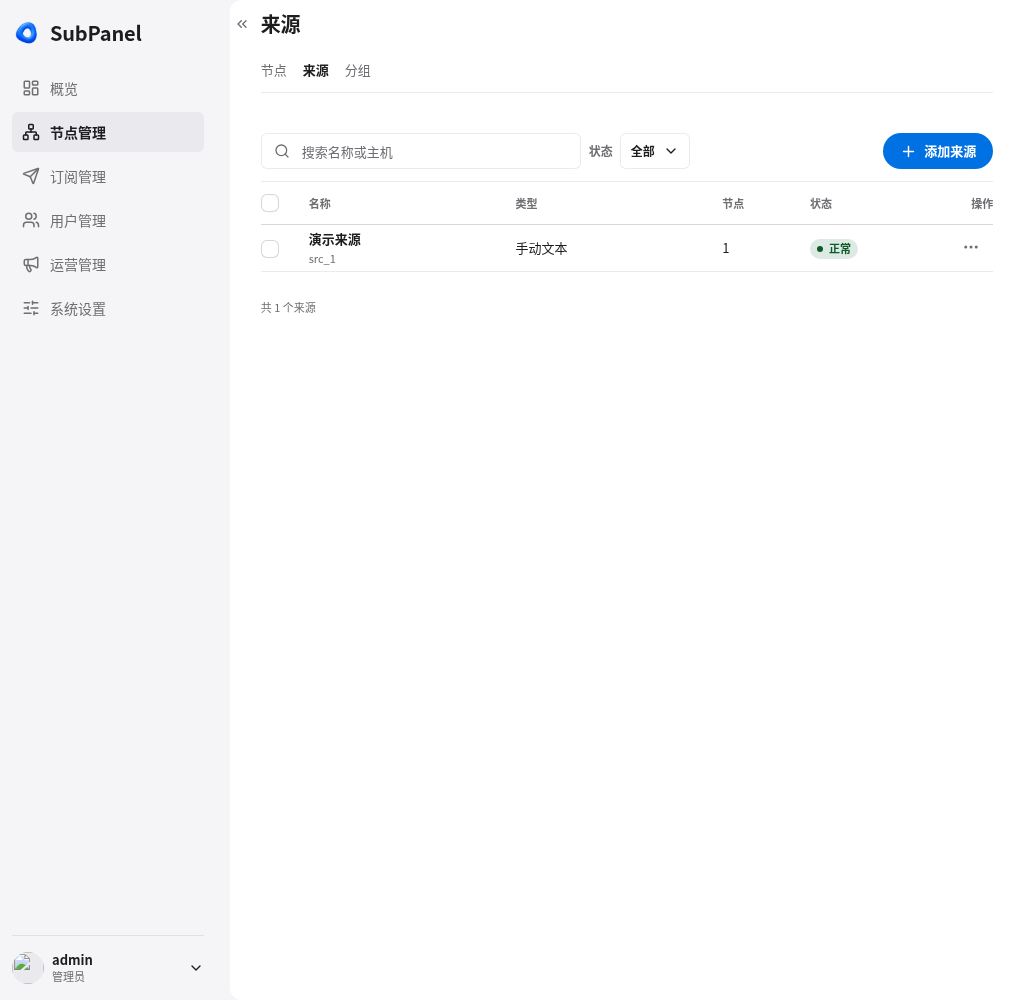 SubPanel
概览
节点管理
订阅管理
用户管理
运营管理
系统设置
admin
管理员
来源
节点 来源 分组
搜索名称或主机 状态 全部 添加来源
名称 类型 节点 状态 操作
演示来源 手动文本 1 正常
src_1
共 1 个来源